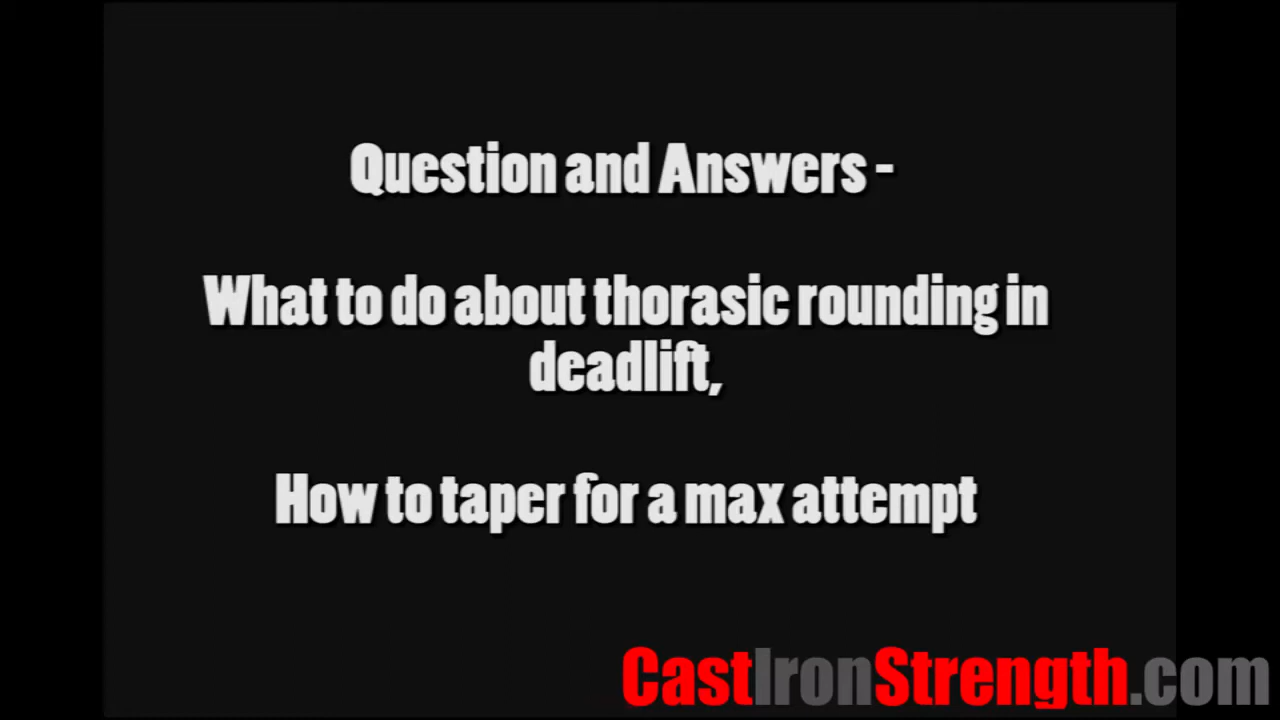 Question and Answers -
What to do about thorasic rounding in
deadlift,
How to taper for a max attempt
CastIronStrength.com